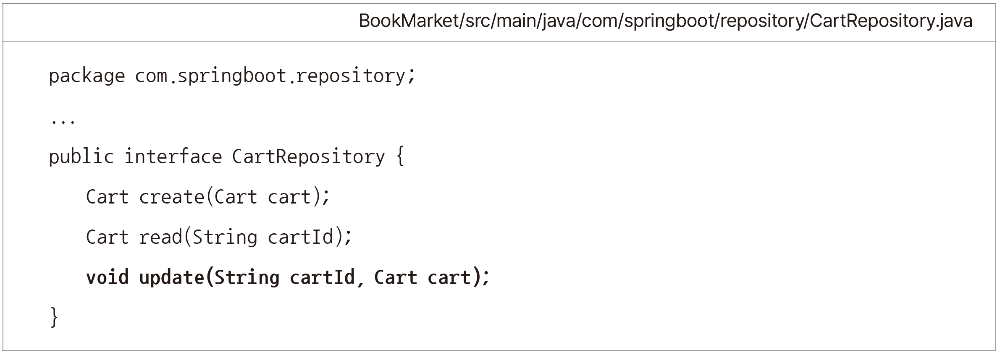 BookMarket/src/main/java/com/springboot/repository/CartRepository.java
package com.springboot.repository;
...
public interface CartRepository {
Cart create(Cart cart);
Cart read(String cartId);
void update(String cartId, Cart cart);
}